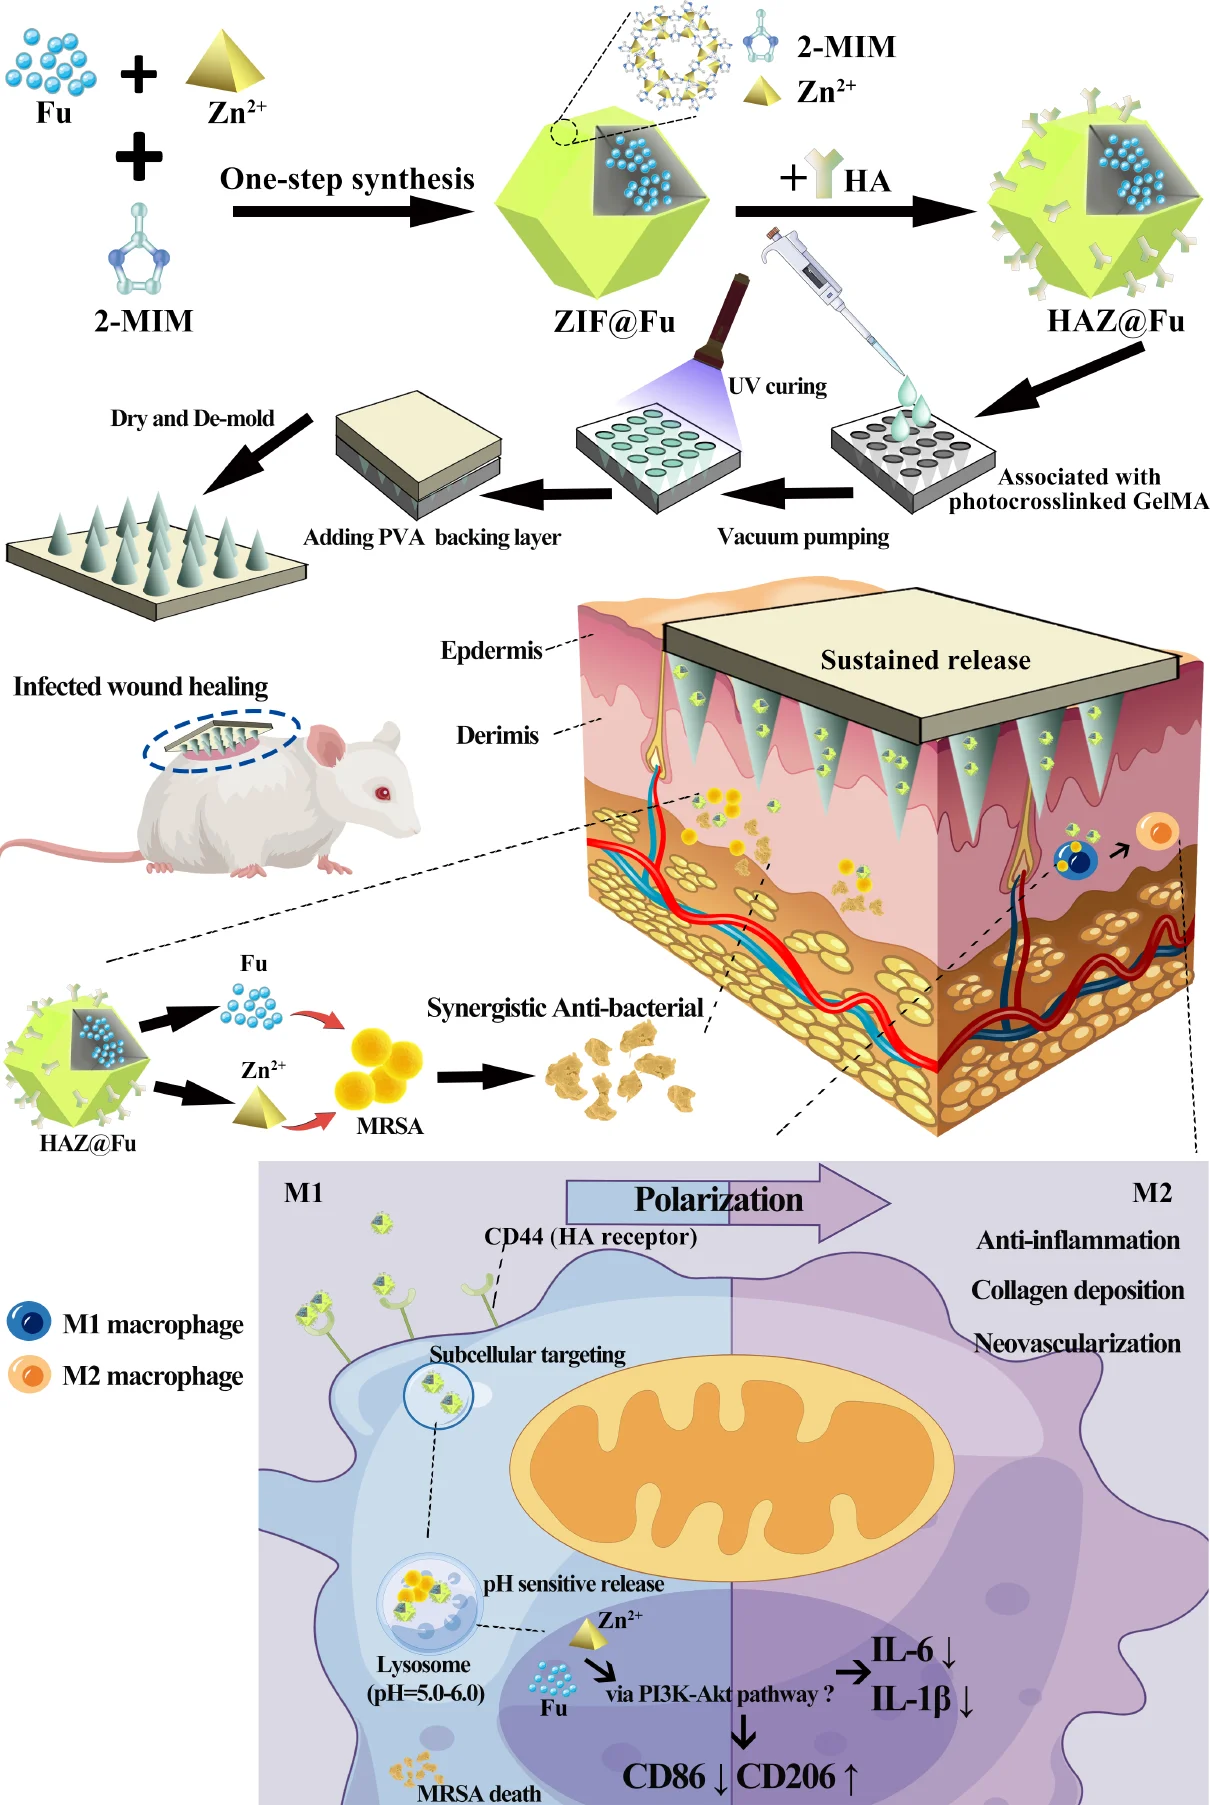 Fu
Zn2+
2-MIM
One-step synthesis
2-MIM
Zn2+
ZIF@Fu
+ HA
HAZ@Fu
UV curing
Associated with
photocrosslinked GelMA
Vacuum pumping
Adding PVA backing layer
Dry and De-mold
Infected wound healing
Epdermis
Derimis
Sustained release
Fu
Zn2+
HAZ@Fu
MRSA
Synergistic Anti-bacterial
M1 macrophage
M2 macrophage
M1
Polarization
M2
CD44 (HA receptor)
Anti-inflammation
Collagen deposition
Neovascularization
Subcellular targeting
pH sensitive release
Lysosome
(pH=5.0-6.0)
Zn2+
Fu
via PI3K-Akt pathway ?
IL-6 ↓
IL-1β ↓
CD86 ↓ CD206 ↑
MRSA death